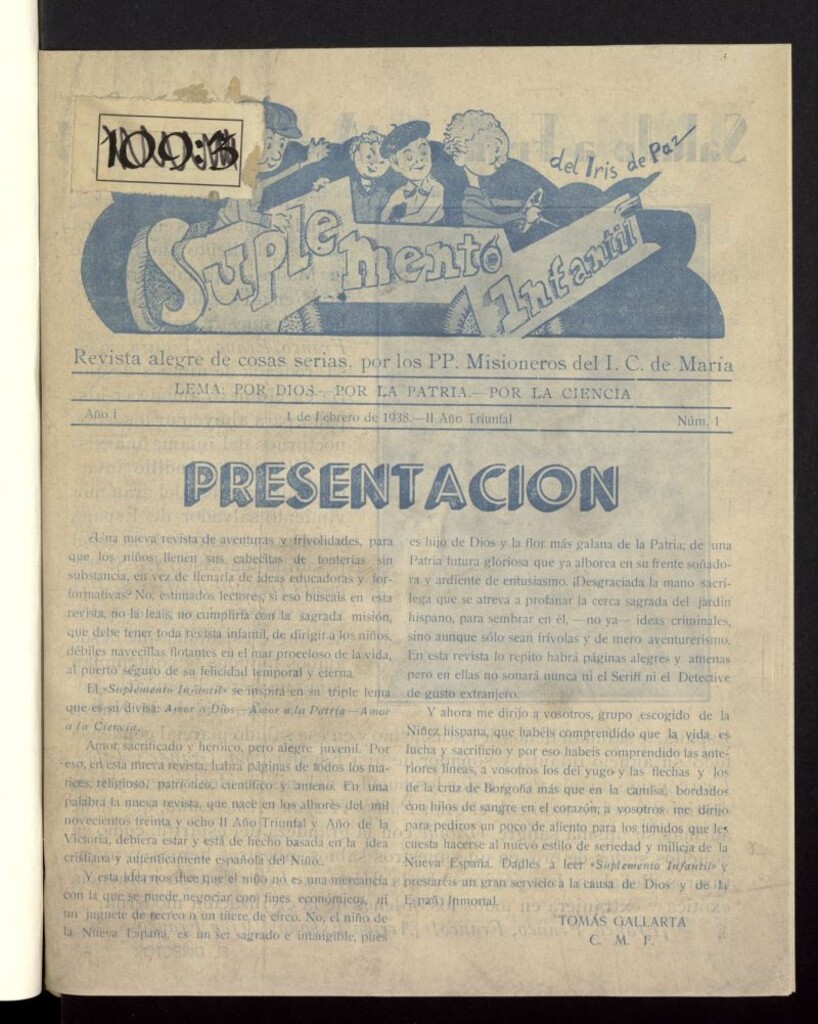 del Iris de Paz
Suplemento Infantil
Revista alegre de cosas serias, por los PP. Misioneros del I. C. de María
LEMA: POR DIOS.—POR LA PATRIA.—POR LA CIENCIA
Año I
1 de Febrero de 1938.—II Año Triunfal
Núm. 1
PRESENTACION
¿Una nueva revista de aventuras y frivolidades, para
que los niños llenen sus cabecitas de tonterías sin
substancia, en vez de llenarla de ideas educadoras y for-
formativas? No, estimados lectores, si eso buscais en esta
revista, no la leais, no cumpliría con la sagrada misión,
que debe tener toda revista infantil, de dirigir a los niños,
débiles navecillas flotantes en el mar proceloso de la vida,
al puerto seguro de su felicidad temporal y eterna.
El «Suplemento Infantil» se inspira en su triple lema
que es su divisa: Amor a Dios—Amor a la Patria—Amor
a la Ciencia.
Amor sacrificado y heróico, pero alegre juvenil. Por
eso, en esta nueva revista, habrá páginas de todos los ma-
tices, religioso, patriótico, científico y ameno. En una
palabra la nueva revista, que nace en los albores del mil
novecientos treinta y ocho II Año Triunfal y Año de la
Victoria, debiera estar y está de hecho basada en la idea
cristiana y auténticamente española del Niño.
Y esta idea nos dice que el niño no es una mercancía
con la que se puede negociar con fines económicos, ni
un juguete de recreo o un títere de circo. No, el niño de
la Nueva España, es un ser sagrado e intangible, pues
es hijo de Dios y la flor más galana de la Patria; de una
Patria futura gloriosa que ya alborea en su frente soñado-
ra y ardiente de entusiasmo. ¡Desgraciada la mano sacrí-
lega que se atreva a profanar la cerca sagrada del jardín
hispano, para sembrar en él, —no ya— ideas criminales,
sino aunque sólo sean frívolas y de mero aventurerismo.
En esta revista lo repito habrá páginas alegres y amenas
pero en ellas no sonará nunca ni el Seriff ni el Detective
de gusto extranjero.
Y ahora me dirijo a vosotros, grupo escogido de la
Niñez hispana, que habéis comprendido que la vida es
lucha y sacrificio y por eso habeis comprendido las ante-
riores líneas, a vosotros los del yugo y las flechas y los
de la cruz de Borgoña más que en la camisa, bordados
con hilos de sangre en el corazón; a vosotros me dirijo
para pediros un poco de aliento para los tímidos que les
cuesta hacerse al nuevo estilo de seriedad y milicia de la
Nueva España. Dadles a leer «Suplemento Infantil» y
prestaréis un gran servicio a la causa de Dios y de la
España Inmortal.
TOMÁS GALLARTA
C. M. F.